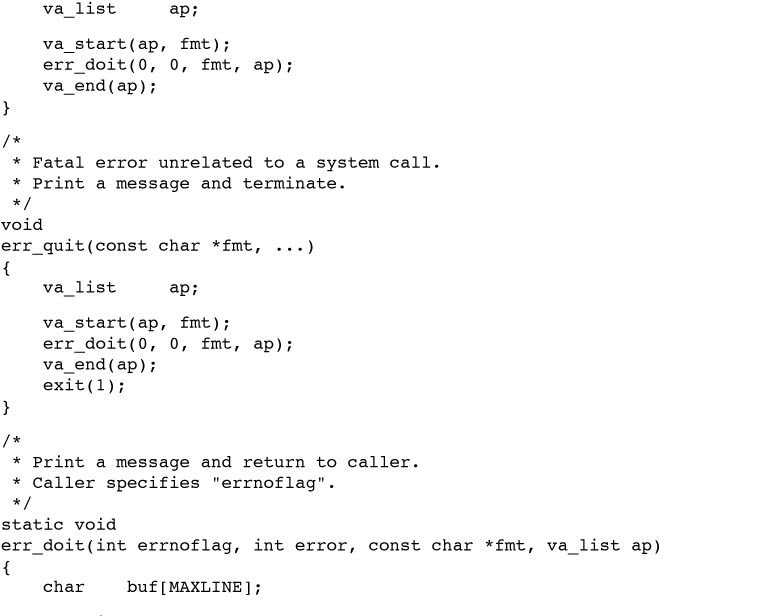 va_list     ap;

    va_start(ap, fmt);
    err_doit(0, 0, fmt, ap);
    va_end(ap);
}

/*
 * Fatal error unrelated to a system call.
 * Print a message and terminate.
 */
void
err_quit(const char *fmt, ...)
{
    va_list     ap;

    va_start(ap, fmt);
    err_doit(0, 0, fmt, ap);
    va_end(ap);
    exit(1);
}

/*
 * Print a message and return to caller.
 * Caller specifies "errnoflag".
 */
static void
err_doit(int errnoflag, int error, const char *fmt, va_list ap)
{
    char    buf[MAXLINE];